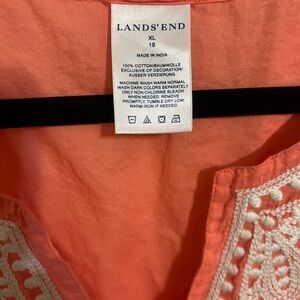 LANDS' END
XL
18
MADE IN INDIA
100% COTTON/BAUMWOLLE
EXCLUSIVE OF DECORATION/
AUSSER VERZIERUNG
MACHINE WASH WARM NORMAL
WASH DARK COLORS SEPARATELY
ONLY NON-CHLORINE BLEACH
WHEN NEEDED. REMOVE
PROMPTLY, TUMBLE DRY LOW.
WARM IRON IF NEEDED.